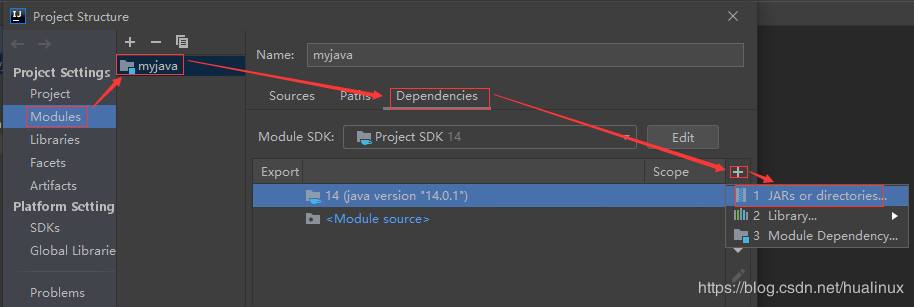 Project Structure
Project Settings
Project
Modules
Libraries
Facets
Artifacts
Platform Setting
SDKs
Global Librarie
Problems
myjava
Name: myjava
Sources Paths Dependencies
Module SDK: Project SDK 14 Edit
Export Scope
14 (java version "14.0.1")
<Module source>
1 JARs or directories...
2 Library...
3 Module Dependency...
https://blog.csdn.net/hualinux